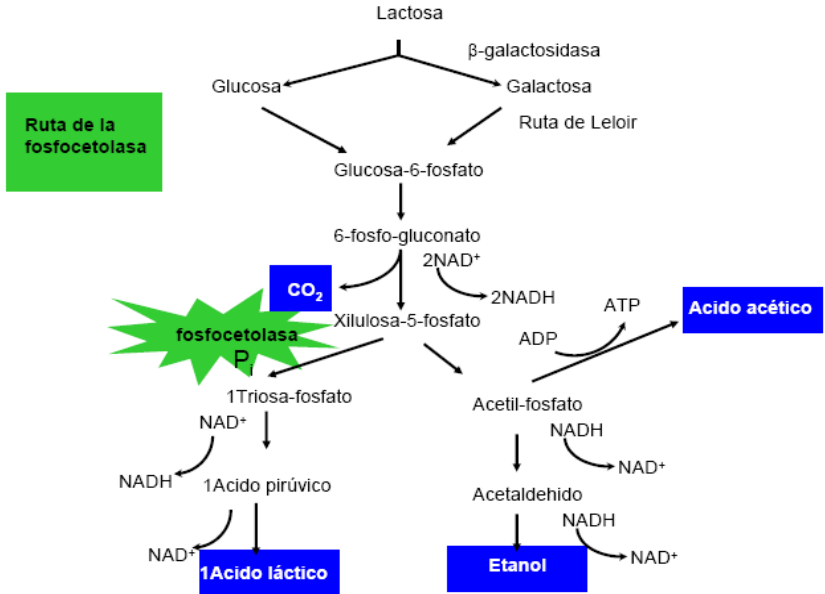 Lactosa
β-galactosidasa
Glucosa
Galactosa
Ruta de la
fosfocetolasa
Ruta de Leloir
Glucosa-6-fosfato
6-fosfo-gluconato
2NAD⁺
CO₂
2NADH
ATP
Acido acético
Xilulosa-5-fosfato
fosfocetolasa
Pᵢ
ADP
1Triosa-fosfato
Acetil-fosfato
NAD⁺
NADH
NAD⁺
NADH
1Acido pirúvico
Acetaldehido
NADH
NAD⁺
NAD⁺
1Acido láctico
Etanol